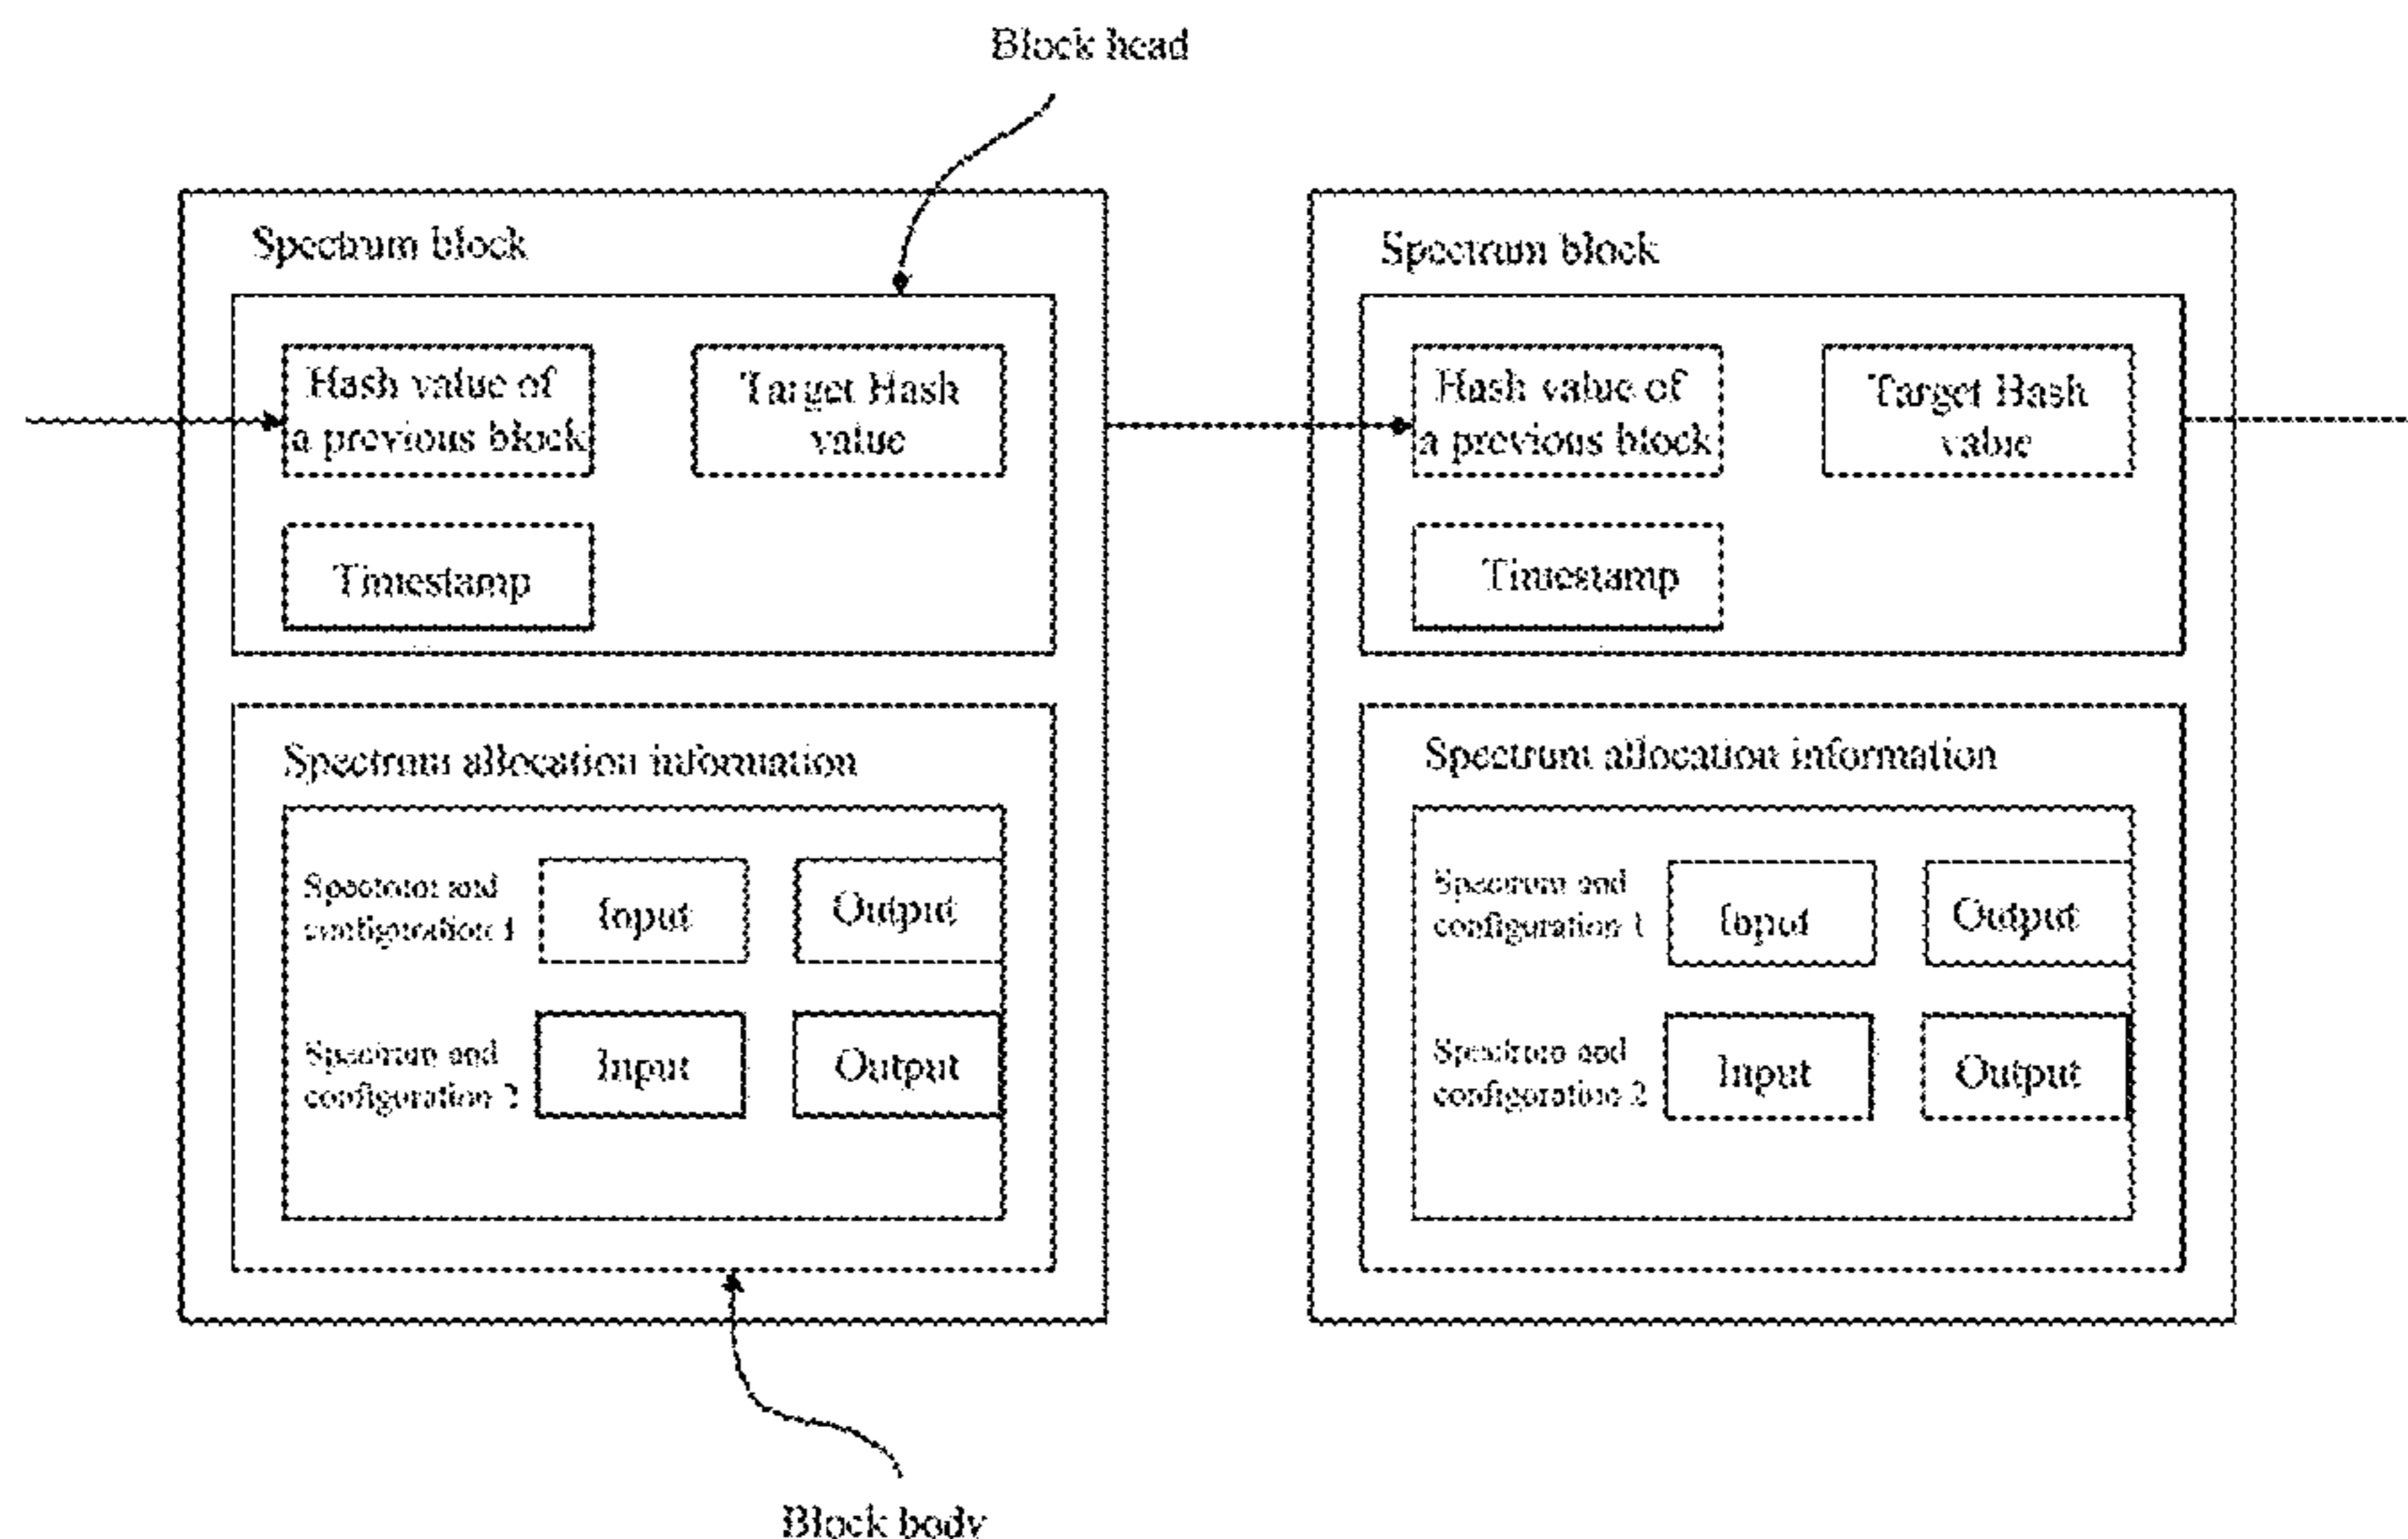 Block head
Spectrum block
Hash value of
a previous block
Target Hash
value
Timestamp
Spectrum allocation information
Spectrum and
configuration 1
Input
Output
Spectrum and
configuration 2
Input
Output
Block body
Spectrum block
Hash value of
a previous block
Target Hash
value
Timestamp
Spectrum allocation information
Spectrum and
configuration 1
Input
Output
Spectrum and
configuration 2
Input
Output